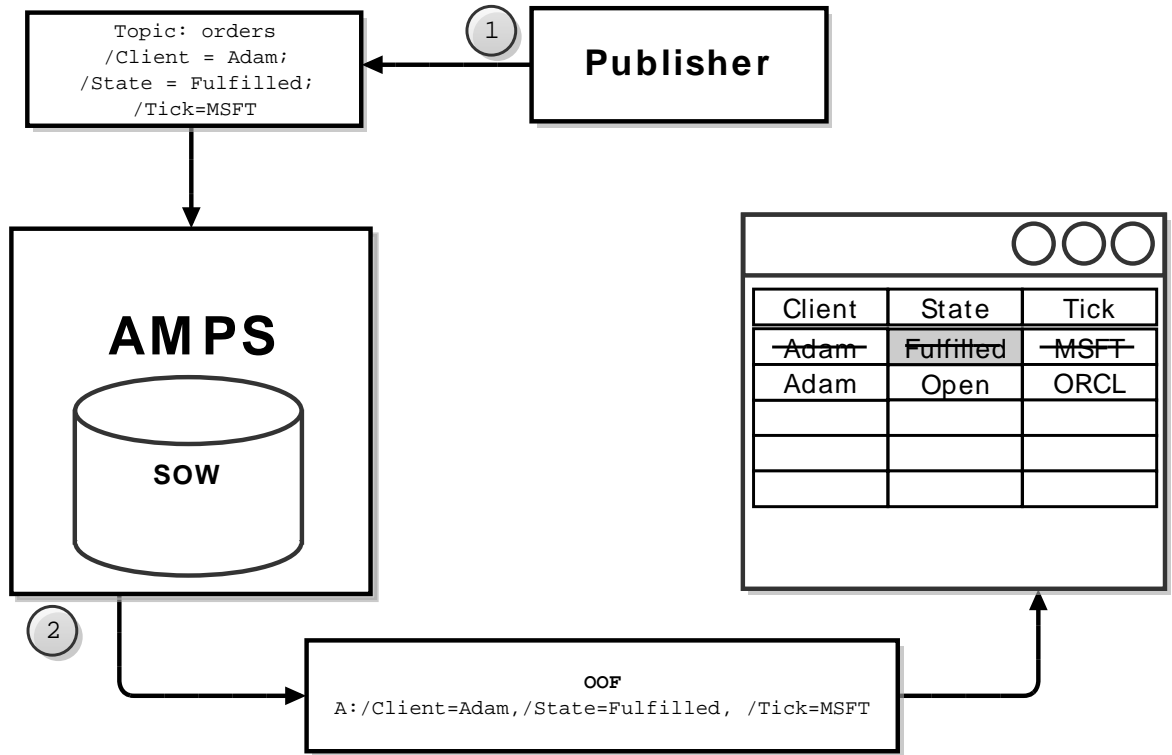 1
Publisher
Topic: orders
/Client = Adam;
/State = Fulfilled;
/Tick=MSFT
AMPS
SOW
Client State Tick
Adam Fulfilled MSFT
Adam Open ORCL
2
OOF
A:/Client=Adam,/State=Fulfilled, /Tick=MSFT